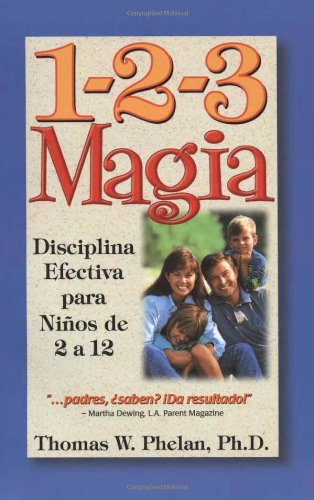 1-2-3
Magia
Disciplina
Efectiva
para
Niños de
2 a 12
"...padres, ¿saben? ¡Da resultado!"
– Martha Dewing, L.A. Parent Magazine
Thomas W. Phelan, Ph.D.